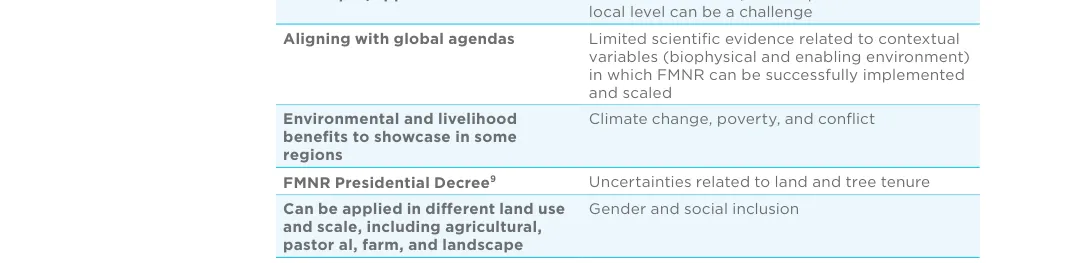 local level can be a challenge
Aligning with global agendas
Limited scientific evidence related to contextual
variables (biophysical and enabling environment)
in which FMNR can be successfully implemented
and scaled
Environmental and livelihood
benefits to showcase in some
regions
Climate change, poverty, and conflict
FMNR Presidential Decree⁹
Uncertainties related to land and tree tenure
Can be applied in different land use
and scale, including agricultural,
pastor al, farm, and landscape
Gender and social inclusion